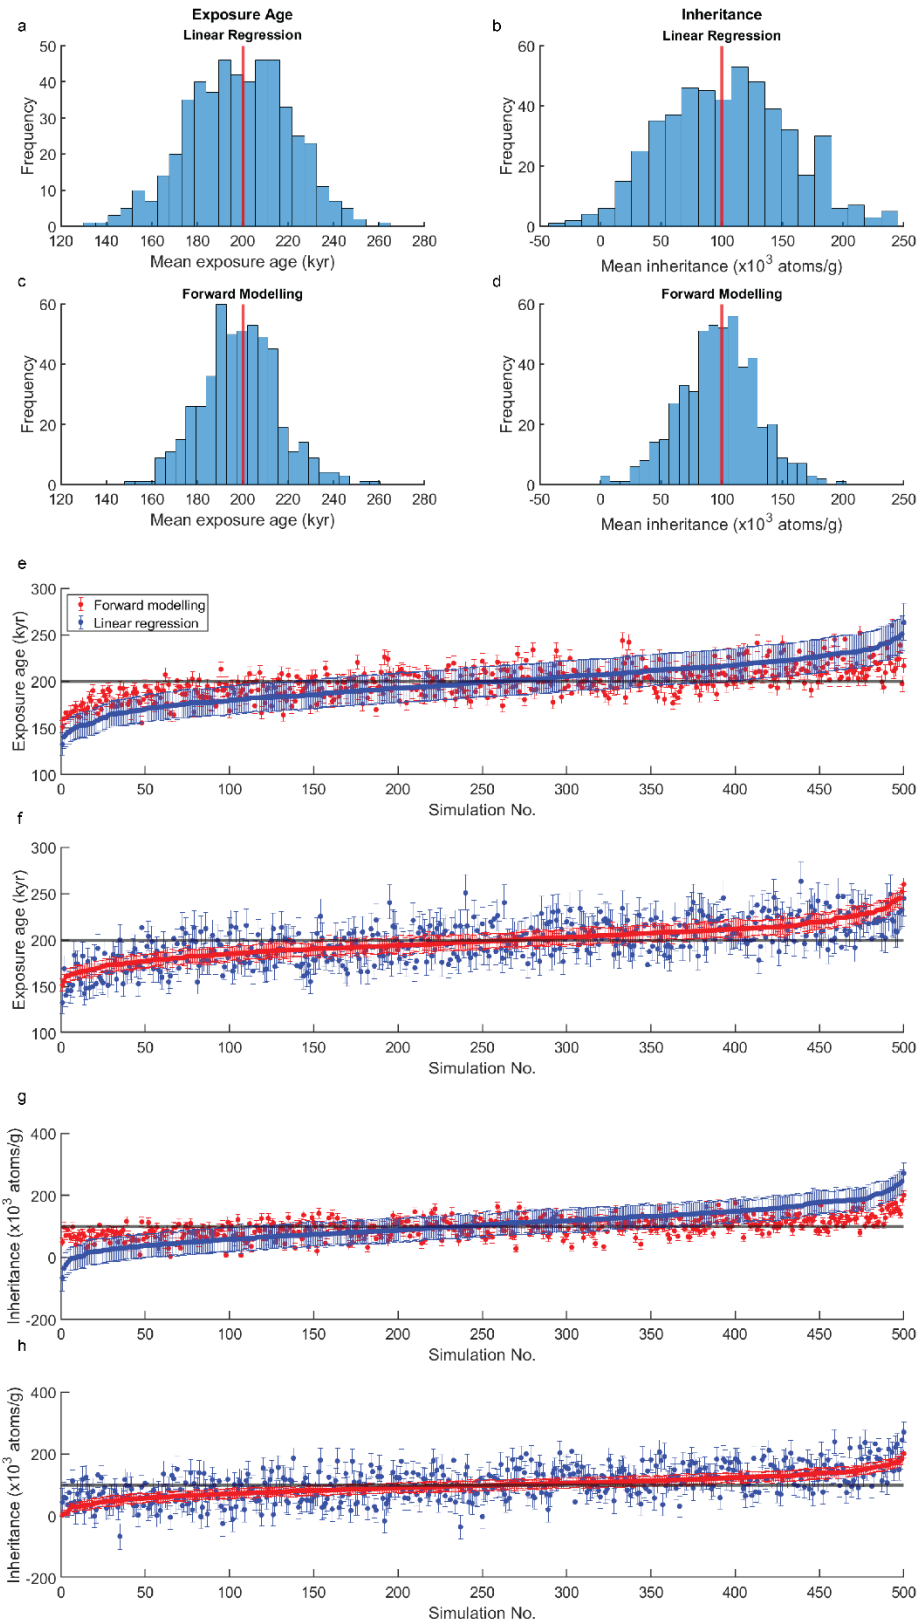 a
Exposure Age
Linear Regression
50
40
30
20
10
0
Frequency
120 140 160 180 200 220 240 260 280
Mean exposure age (kyr)
b
Inheritance
Linear Regression
60
40
20
0
Frequency
-50 0 50 100 150 200 250
Mean inheritance (x10³ atoms/g)
c
Forward Modelling
60
40
20
0
Frequency
120 140 160 180 200 220 240 260 280
Mean exposure age (kyr)
d
Forward Modelling
60
40
20
0
Frequency
-50 0 50 100 150 200 250
Mean inheritance (x10³ atoms/g)
e
300
250
200
150
100
Exposure age (kyr)
Forward modelling
Linear regression
0 50 100 150 200 250 300 350 400 450 500
Simulation No.
f
300
250
200
150
100
Exposure age (kyr)
0 50 100 150 200 250 300 350 400 450 500
Simulation No.
g
400
200
0
-200
Inheritance (x10³ atoms/g)
0 50 100 150 200 250 300 350 400 450 500
Simulation No.
h
400
200
0
-200
Inheritance (x10³ atoms/g)
0 50 100 150 200 250 300 350 400 450 500
Simulation No.